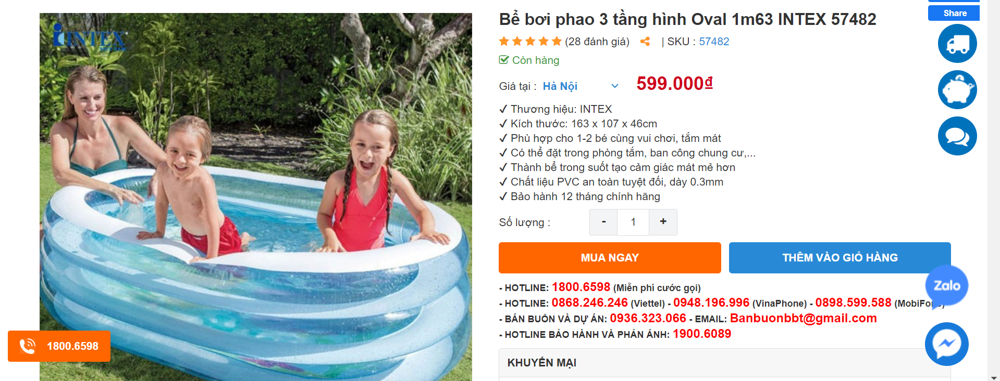 INTEX
Bể bơi phao 3 tầng hình Oval 1m63 INTEX 57482
Share
(28 đánh giá) | SKU : 57482
Còn hàng
Giá tại : Hà Nội 599.000₫
✓ Thương hiệu: INTEX
✓ Kích thước: 163 x 107 x 46cm
✓ Phù hợp cho 1-2 bé cùng vui chơi, tắm mát
✓ Có thể đặt trong phòng tắm, ban công chung cư,...
✓ Thành bể trong suốt tạo cảm giác mát mẻ hơn
✓ Chất liệu PVC an toàn tuyệt đối, dày 0.3mm
✓ Bảo hành 12 tháng chính hãng
Số lượng : - 1 +
MUA NGAY
THÊM VÀO GIỎ HÀNG
Zalo
- HOTLINE: 1800.6598 (Miễn phí cước gọi)
- HOTLINE: 0868.246.246 (Viettel) - 0948.196.996 (VinaPhone) - 0898.599.588 (MobiFone)
- BÁN BUÔN VÀ DỰ ÁN: 0936.323.066 - EMAIL: Banbuonbbt@gmail.com
- HOTLINE BẢO HÀNH VÀ PHẢN ÁNH: 1900.6089
1800.6598
KHUYẾN MẠI